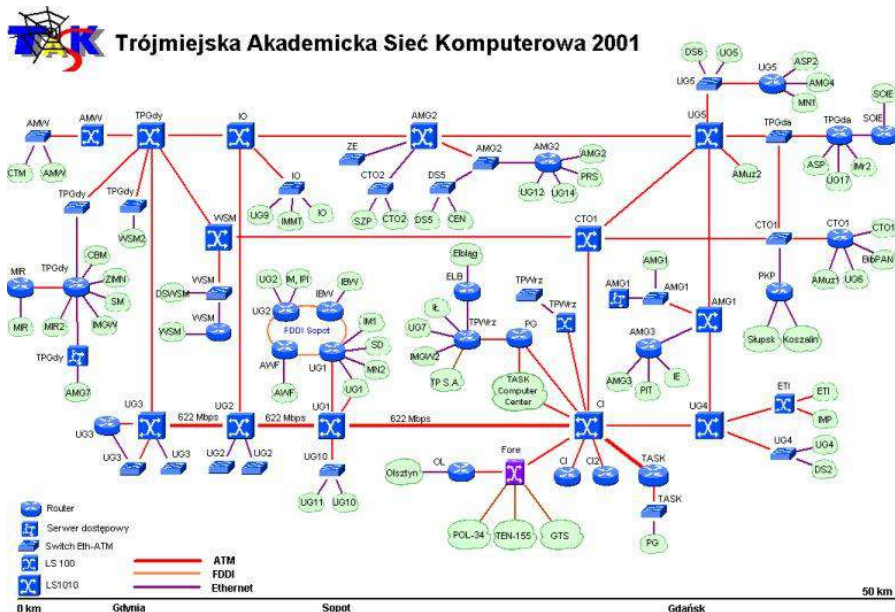 TASK Trójmiejska Akademicka Sieć Komputerowa 2001
DS6 UG5
ASP2
UG5 UG5 AMG4
MN1 SOIE
AMW AMW TPGdy IO AMG2 UG5 TPGda TPGda SOIE
CTM AMW
ZE AMG2 AMG2 AMG2
PRS
AMuz2 ASP UG17 IMr2
TPGdy TPGdy IO CTO2 DS5 UG12 UG14
WSM2 UG9 IMMT IO SZP CTO2 DS5 CEN
WSM CTO1 CTO1 CTO1 CTO1
TPGdy CBM
ZIMN
MIR SM
MIR MIR2 IMGW
WSM
DSWSM
WSM
UG2 IM, IPI IBW
UG2 IBW
FDDI Sopot
IM1
SD
MN2
AWF UG1
AWF UG1
Elbląg
ELB TPWrz
TPWrz
IŁ
UG7 TPWrz PG
IMGW2
TP S.A. TASK
Computer
Center
AMG1
AMG1 AMG1
AMG1
AMG3
AMG3 PIT IE
PKP AMuz1 UG6
Słupsk Koszalin
TPGdy
AMG7
UG3 622 Mbps UG2 622 Mbps UG1 622 Mbps CI UG4
ETI ETI
IMP
UG3
UG3 UG3 UG2 UG2 UG10
UG11 UG10
UG4 UG4
DS2
OL Fore CI CI2 TASK
Olsztyn
TASK
POL-34 TEN-155 GTS PG
Router
Serwer dostępowy
Switch Eth-ATM
LS 100
LS1010
ATM
FDDI
Ethernet
50 km
0 km Gdynia Sopot Gdańsk